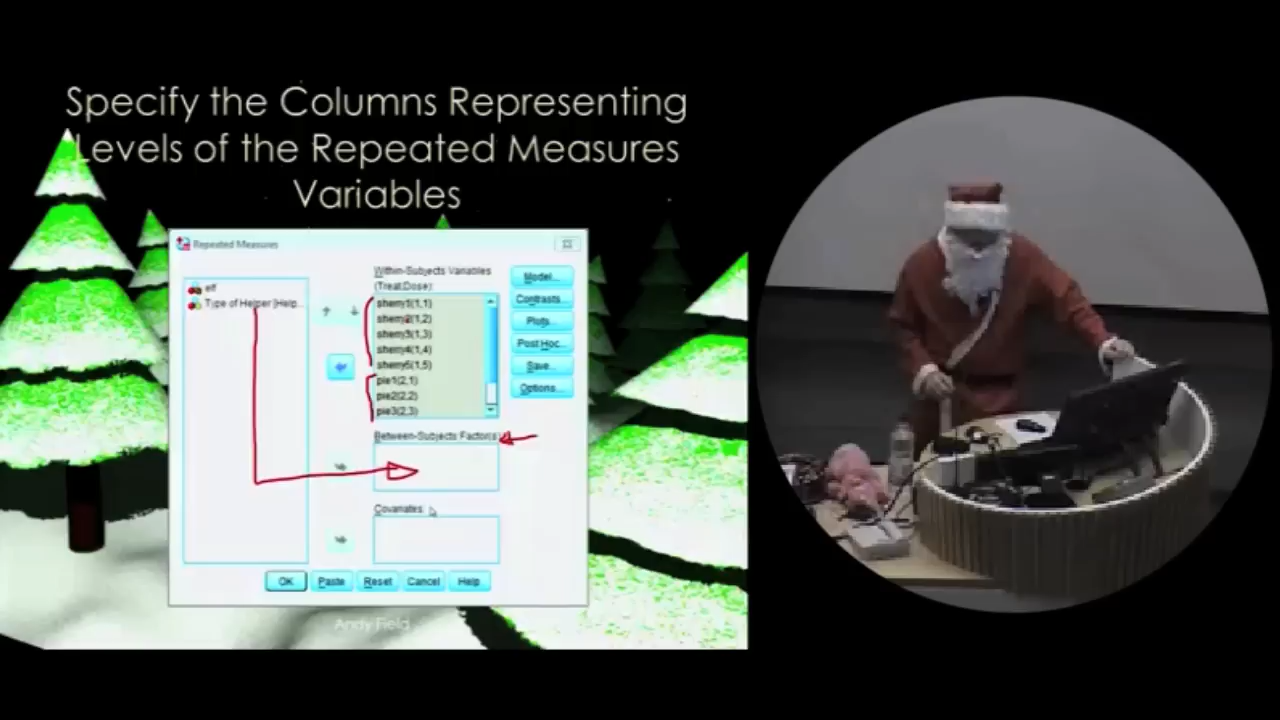 Specify the Columns Representing
Levels of the Repeated Measures
Variables
Repeated Measures
Within-Subjects Variables
(Treat,Dose):
elf
Type of Helper [Help...
sherry1(1,1)
sherry2(1,2)
sherry3(1,3)
sherry4(1,4)
sherry5(1,5)
pie1(2,1)
pie2(2,2)
pie3(2,3)
Model...
Contrasts...
Plots...
Post Hoc...
Save...
Options...
Between-Subjects Factor(s):
Covariates:
OK Paste Reset Cancel Help
Andy Field